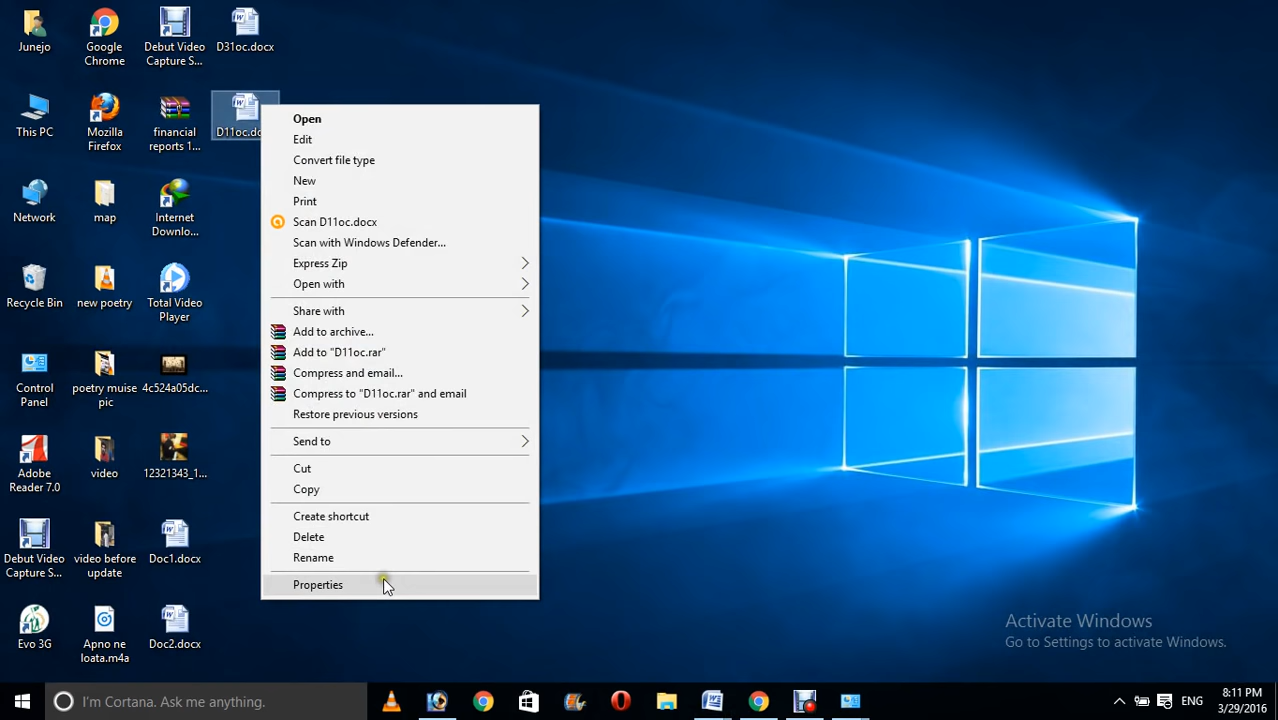 Junejo
Google
Chrome
Debut Video
Capture S...
D31oc.docx
This PC
Mozilla
Firefox
financial
reports 1...
D11oc.do
Network
map
Internet
Downlo...
Recycle Bin
new poetry
Total Video
Player
Control
Panel
poetry muise
pic
4c524a05dc...
Adobe
Reader 7.0
video
12321343_1...
Debut Video
Capture S...
video before
update
Doc1.docx
Evo 3G
Apno ne
loata.m4a
Doc2.docx
Open
Edit
Convert file type
New
Print
Scan D11oc.docx
Scan with Windows Defender...
Express Zip
Open with
Share with
Add to archive...
Add to "D11oc.rar"
Compress and email...
Compress to "D11oc.rar" and email
Restore previous versions
Send to
Cut
Copy
Create shortcut
Delete
Rename
Properties
Activate Windows
Go to Settings to activate Windows.
I'm Cortana. Ask me anything.
ENG
8:11 PM
3/29/2016